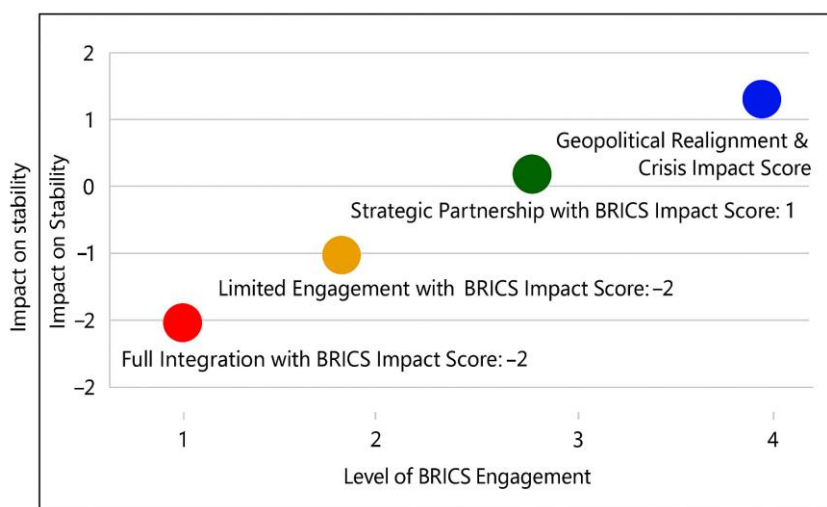 Impact on stability
Impact on Stability
2
1
0
–1
–2
–2
Geopolitical Realignment &
Crisis Impact Score
Strategic Partnership with BRICS Impact Score: 1
Limited Engagement with BRICS Impact Score: –2
Full Integration with BRICS Impact Score: –2
1
2
3
4
Level of BRICS Engagement